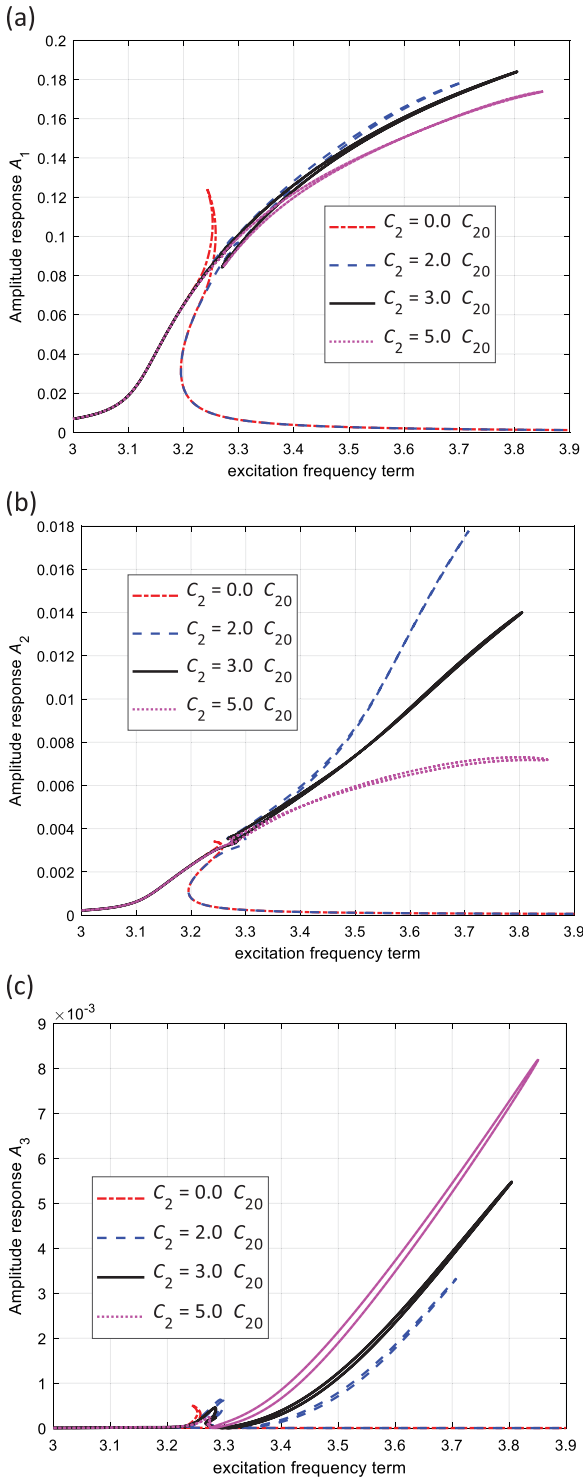 (a)
0.2
0.18
0.16
0.14
0.12
0.1
0.08
0.06
0.04
0.02
0
Amplitude response A1
C2 = 0.0 C20
C2 = 2.0 C20
C2 = 3.0 C20
C2 = 5.0 C20
3 3.1 3.2 3.3 3.4 3.5 3.6 3.7 3.8 3.9
excitation frequency term
(b)
0.018
0.016
0.014
0.012
0.01
0.008
0.006
0.004
0.002
0
Amplitude response A2
C2 = 0.0 C20
C2 = 2.0 C20
C2 = 3.0 C20
C2 = 5.0 C20
3 3.1 3.2 3.3 3.4 3.5 3.6 3.7 3.8 3.9
excitation frequency term
(c)
×10-3
9
8
7
6
5
4
3
2
1
0
Amplitude response A3
C2 = 0.0 C20
C2 = 2.0 C20
C2 = 3.0 C20
C2 = 5.0 C20
3 3.1 3.2 3.3 3.4 3.5 3.6 3.7 3.8 3.9
excitation frequency term